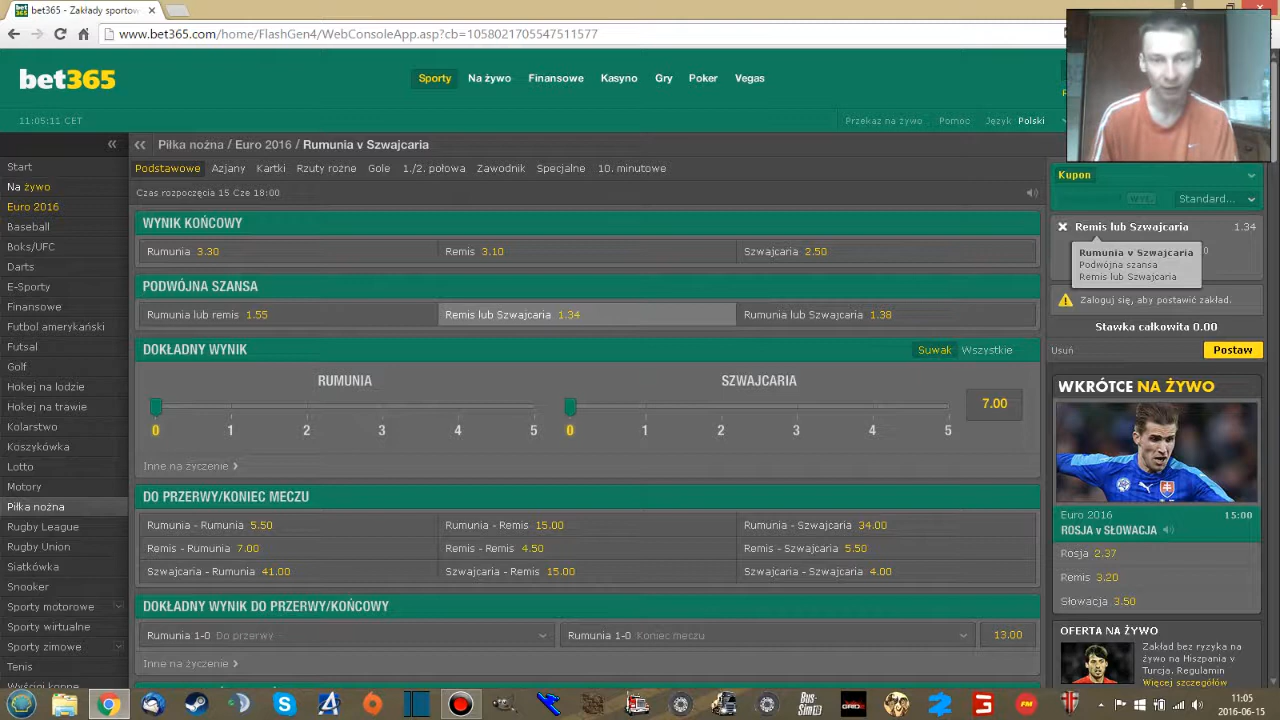 bet365 - Zakłady sportow
www.bet365.com/home/FlashGen4/WebConsoleApp.asp?cb=1058021705547511577
bet365
Sporty Na żywo Finansowe Kasyno Gry Poker Vegas
11:05:11 CET
Przekaz na żywo Pomoc Język Polski
Piłka nożna / Euro 2016 / Rumunia v Szwajcaria
Podstawowe Azjany Kartki Rzuty rożne Gole 1./2. połowa Zawodnik Specjalne 10. minutowe
Czas rozpoczęcia 15 Cze 18:00
Start
Na żywo
Euro 2016
Baseball
Boks/UFC
Darts
E-Sporty
Finansowe
Futbol amerykański
Futsal
Golf
Hokej na lodzie
Hokej na trawie
Kolarstwo
Koszykówka
Lotto
Motory
Piłka nożna
Rugby League
Rugby Union
Siatkówka
Snooker
Sporty motorowe
Sporty wirtualne
Sporty zimowe
Tenis
Wyścigi konne
WYNIK KOŃCOWY
Rumunia 3.30 Remis 3.10 Szwajcaria 2.50
PODWÓJNA SZANSA
Rumunia lub remis 1.55 Remis lub Szwajcaria 1.34 Rumunia lub Szwajcaria 1.38
DOKŁADNY WYNIK Suwak Wszystkie
RUMUNIA SZWAJCARIA
7.00
0 1 2 3 4 5 0 1 2 3 4 5
Inne na życzenie
DO PRZERWY/KONIEC MECZU
Rumunia - Rumunia 5.50 Rumunia - Remis 15.00 Rumunia - Szwajcaria 34.00
Remis - Rumunia 7.00 Remis - Remis 4.50 Remis - Szwajcaria 5.50
Szwajcaria - Rumunia 41.00 Szwajcaria - Remis 15.00 Szwajcaria - Szwajcaria 4.00
DOKŁADNY WYNIK DO PRZERWY/KOŃCOWY
Rumunia 1-0 Do przerwy Rumunia 1-0 Koniec meczu 13.00
Inne na życzenie
Kupon
Standard...
Remis lub Szwajcaria 1.34
Rumunia v Szwajcaria
Podwójna szansa
Remis lub Szwajcaria
Zaloguj się, aby postawić zakład.
Stawka całkowita 0.00
Usuń Postaw
WKRÓTCE NA ŻYWO
Euro 2016 15:00
ROSJA v SŁOWACJA
Rosja 2.37
Remis 3.20
Słowacja 3.50
OFERTA NA ŻYWO
Zakład bez ryzyka na
żywo na Hiszpania v
Turcja. Regulamin
Więcej szczegółów
11:05
2016-06-15